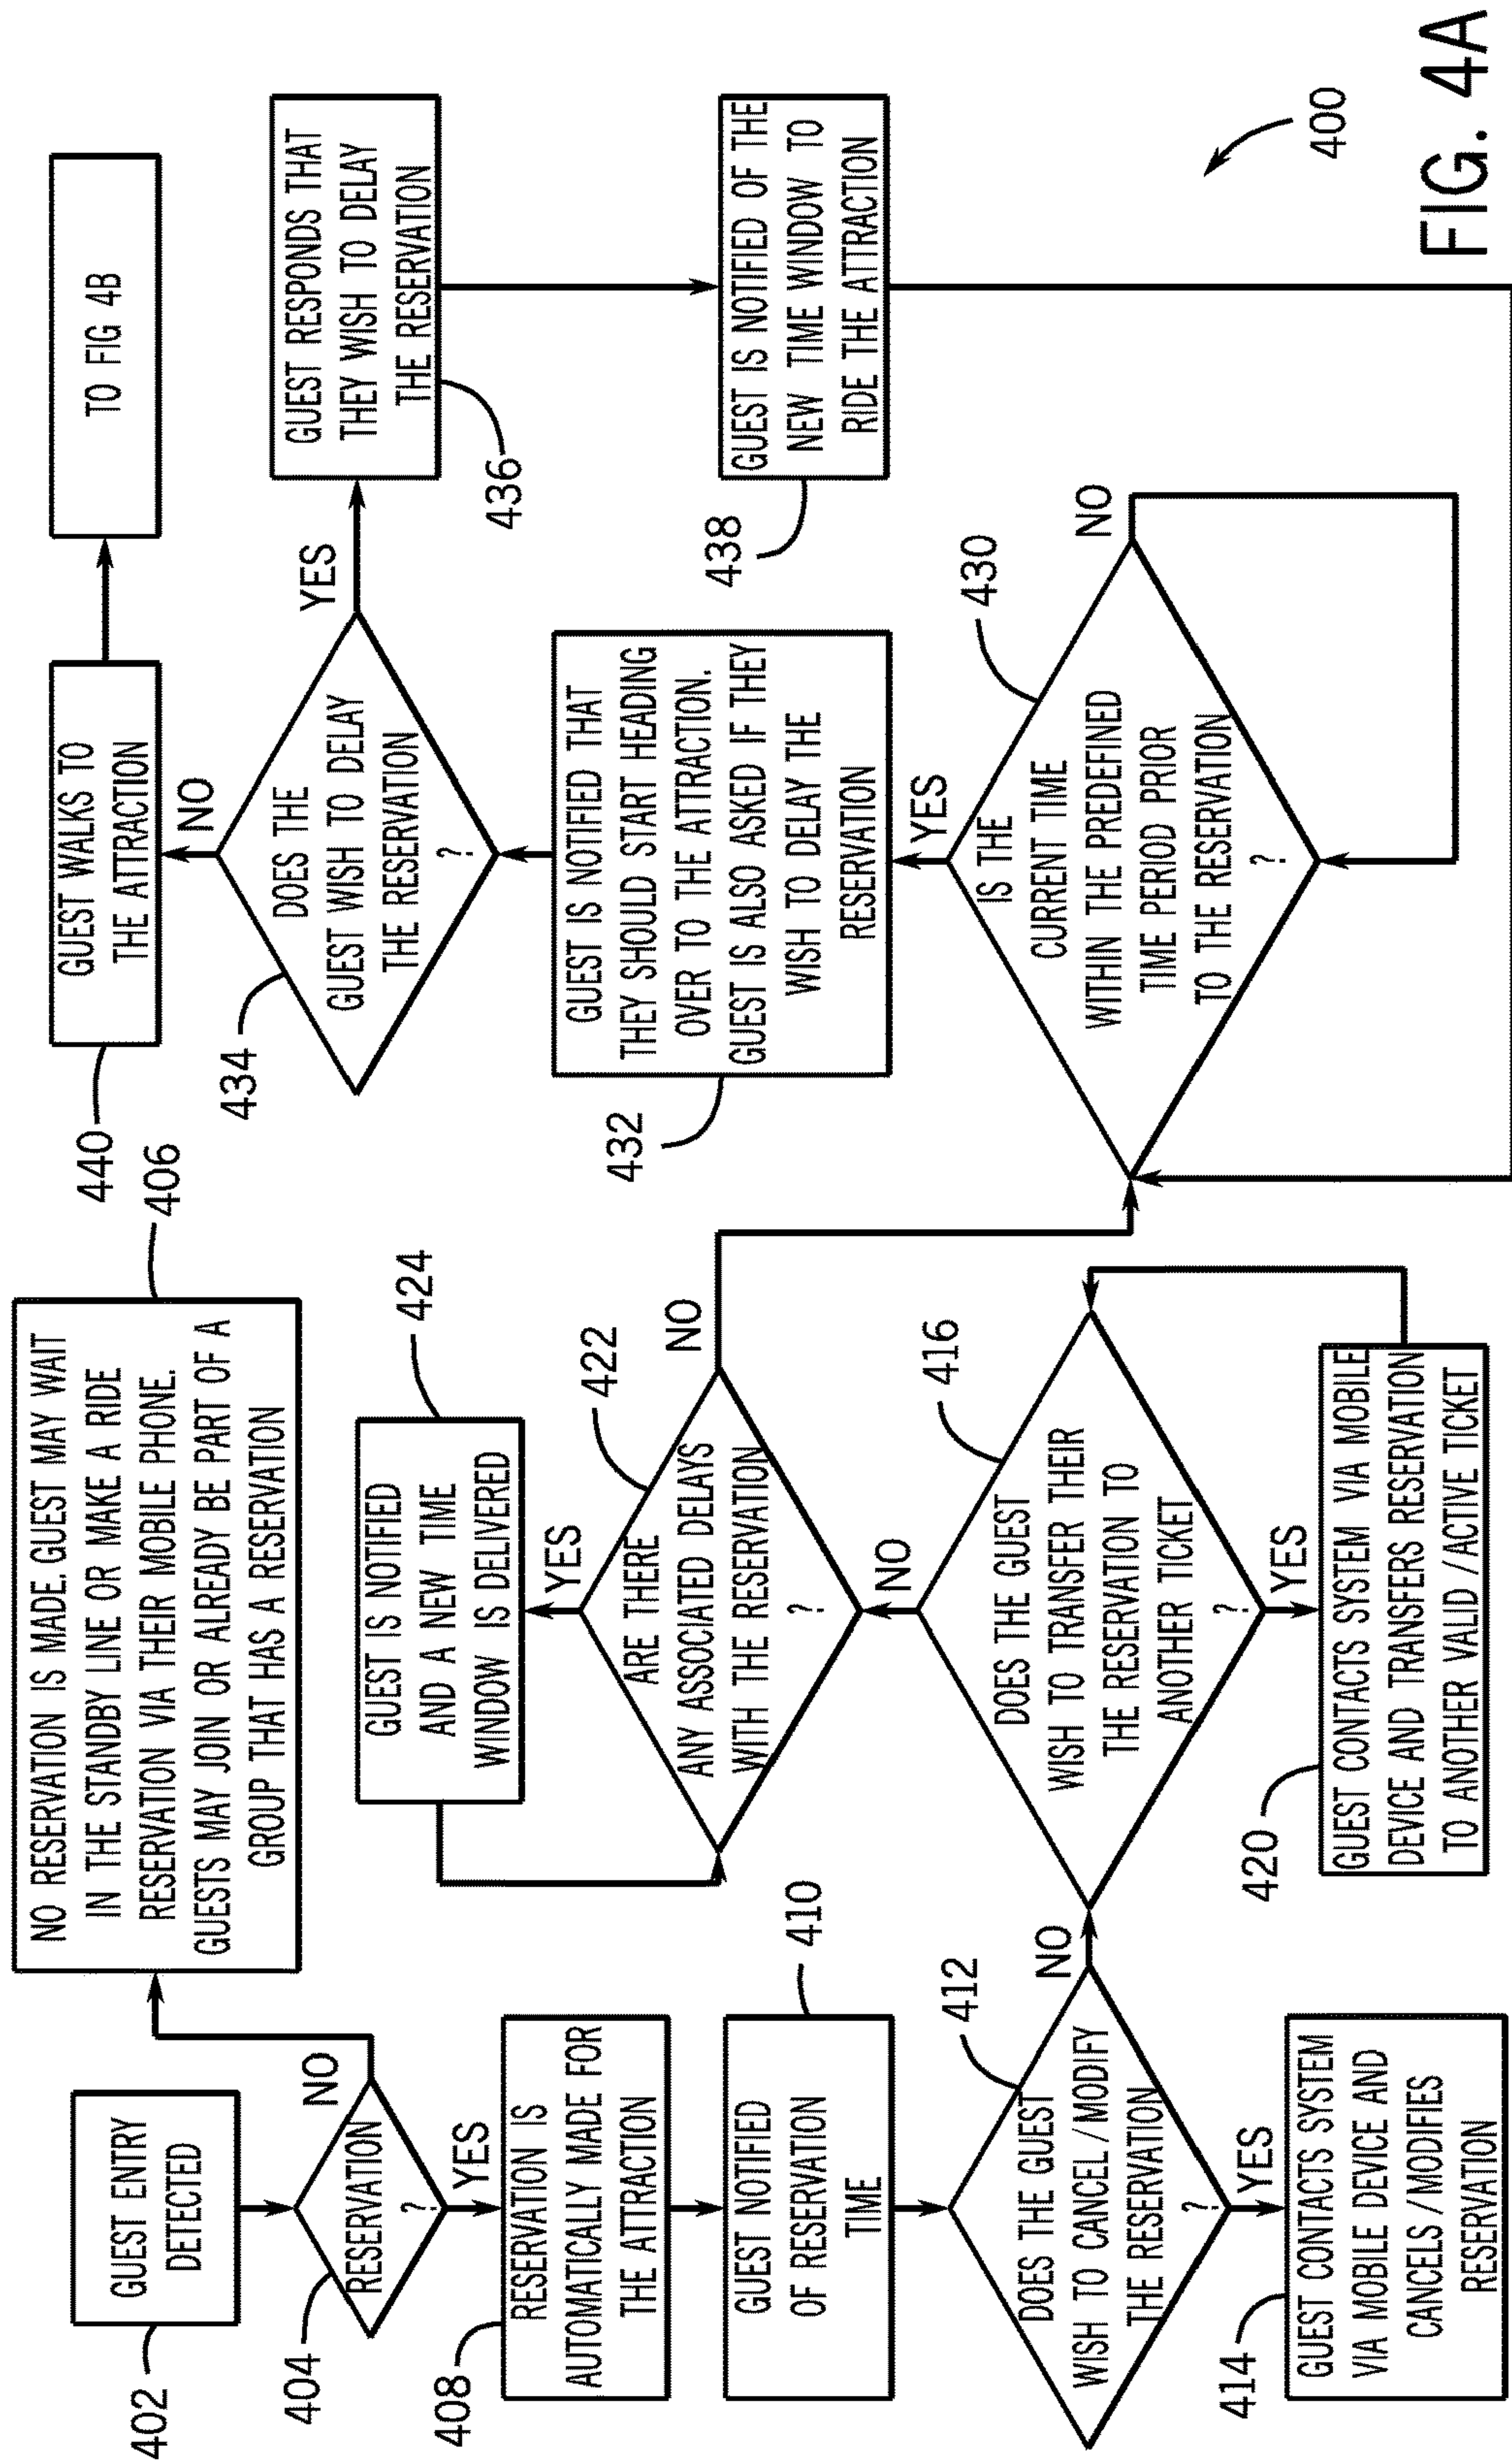 402
GUEST ENTRY
DETECTED
404
RESERVATION
?
NO
YES
NO RESERVATION IS MADE. GUEST MAY WAIT
IN THE STANDBY LINE OR MAKE A RIDE
RESERVATION VIA THEIR MOBILE PHONE.
GUESTS MAY JOIN OR ALREADY BE PART OF A
GROUP THAT HAS A RESERVATION
406
408
RESERVATION IS
AUTOMATICALLY MADE FOR
THE ATTRACTION
410
GUEST NOTIFIED
OF RESERVATION
TIME
412
DOES THE GUEST
WISH TO CANCEL/MODIFY
THE RESERVATION
?
NO
YES
414
GUEST CONTACTS SYSTEM
VIA MOBILE DEVICE AND
CANCELS/MODIFIES
RESERVATION
416
DOES THE GUEST
WISH TO TRANSFER THEIR
THE RESERVATION TO
ANOTHER TICKET
?
NO
YES
420
GUEST CONTACTS SYSTEM VIA MOBILE
DEVICE AND TRANSFERS RESERVATION
TO ANOTHER VALID/ACTIVE TICKET
422
ARE THERE
ANY ASSOCIATED DELAYS
WITH THE RESERVATION
?
YES
NO
424
GUEST IS NOTIFIED
AND A NEW TIME
WINDOW IS DELIVERED
430
IS THE
CURRENT TIME
WITHIN THE PREDEFINED
TIME PERIOD PRIOR
TO THE RESERVATION
?
YES
NO
432
GUEST IS NOTIFIED THAT
THEY SHOULD START HEADING
OVER TO THE ATTRACTION.
GUEST IS ALSO ASKED IF THEY
WISH TO DELAY THE
RESERVATION
434
DOES THE
GUEST WISH TO DELAY
THE RESERVATION
?
NO
YES
436
GUEST RESPONDS THAT
THEY WISH TO DELAY
THE RESERVATION
438
GUEST IS NOTIFIED OF THE
NEW TIME WINDOW TO
RIDE THE ATTRACTION
440
GUEST WALKS TO
THE ATTRACTION
TO FIG 4B
400
FIG. 4A